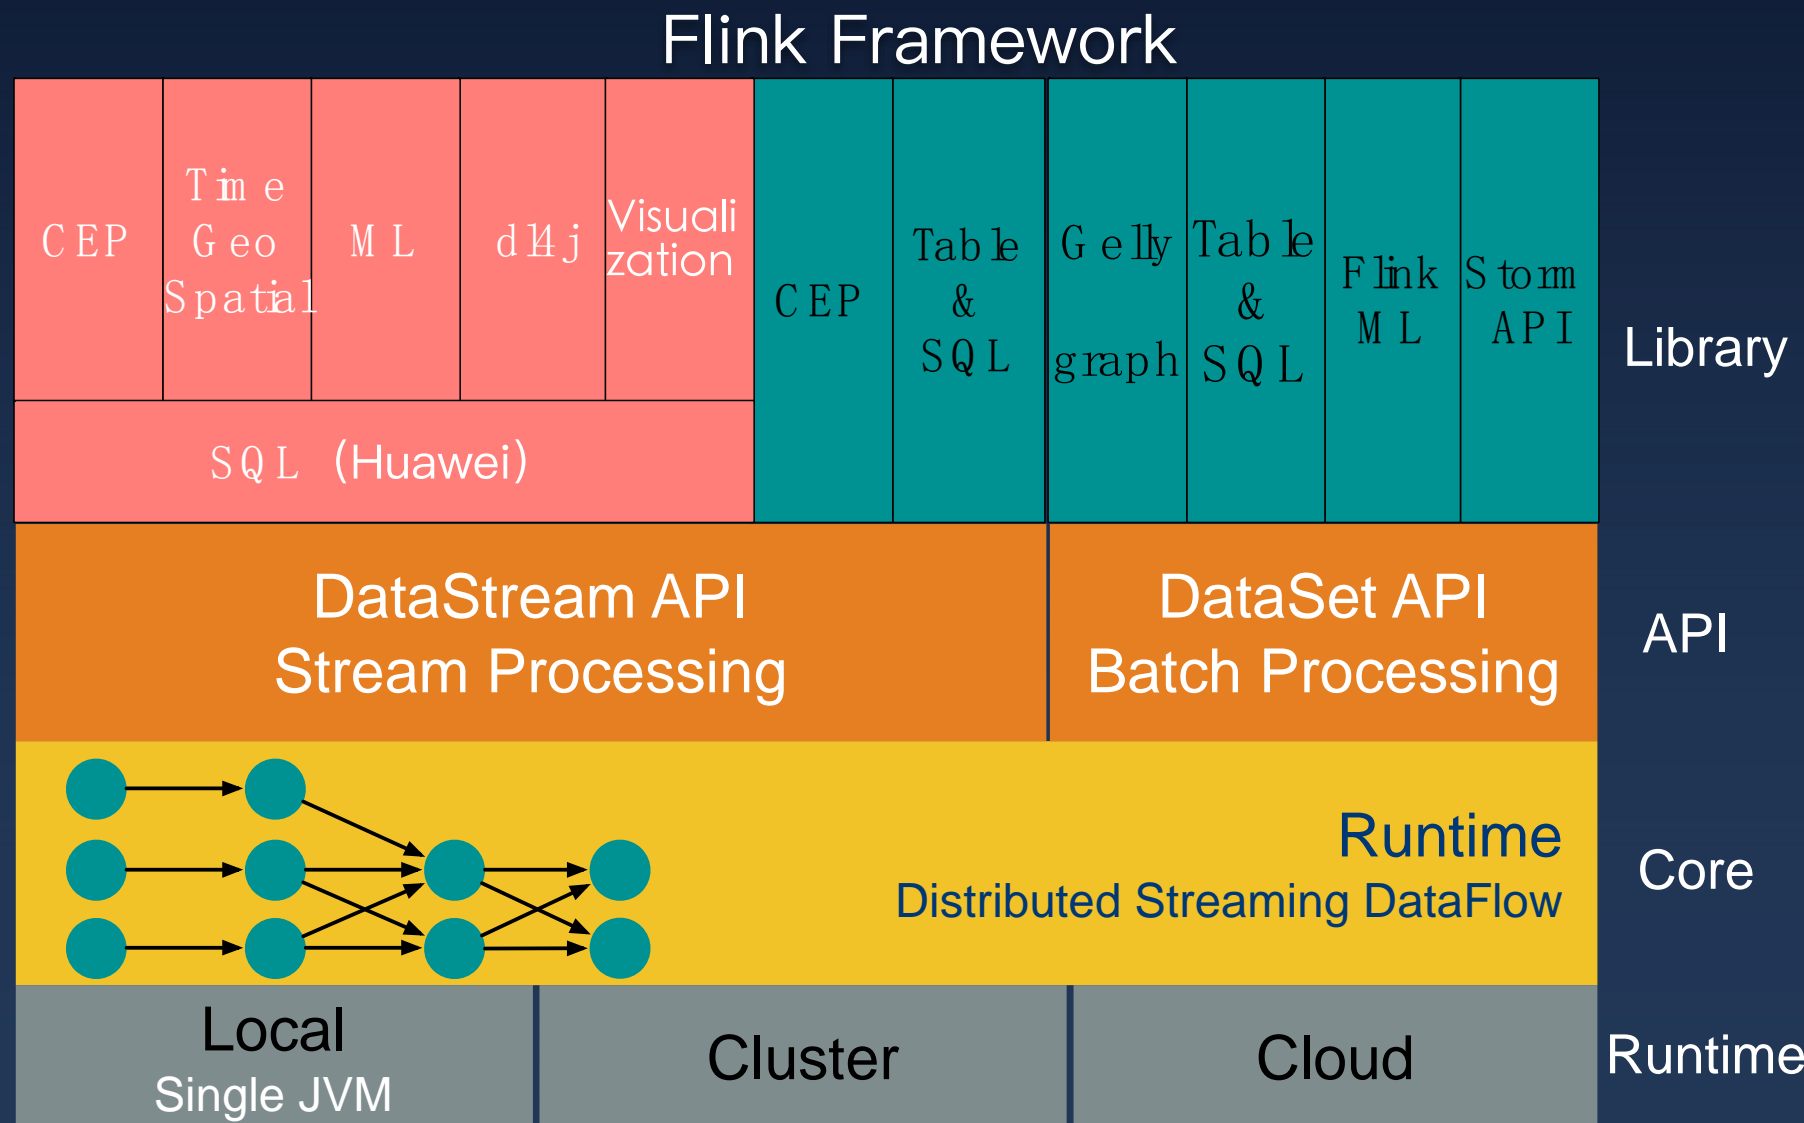 Flink Framework
CEP
Time
Geo
Spatial
ML
dl4j
Visuali
zation
SQL (Huawei)
CEP
Table
&
SQL
Gelly
graph
Table
&
SQL
Flink
ML
Storm
API
Library
DataStream API
Stream Processing
DataSet API
Batch Processing
API
Runtime
Distributed Streaming DataFlow
Core
Local
Single JVM
Cluster
Cloud
Runtime